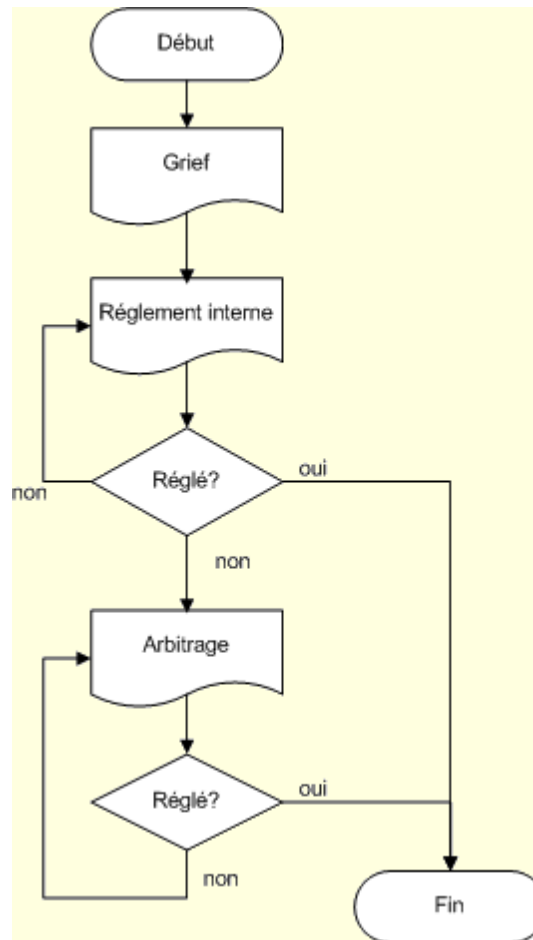 Début
Grief
Réglement interne
Réglé?
oui
non
non
Arbitrage
Réglé?
oui
non
Fin